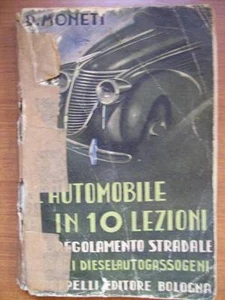 D. MONETI
L'AUTOMOBILE
IN 10 LEZIONI
REGOLAMENTO STRADALE
I DIESEL AUTOGASSOGENI
PELLI EDITORE BOLOGNA